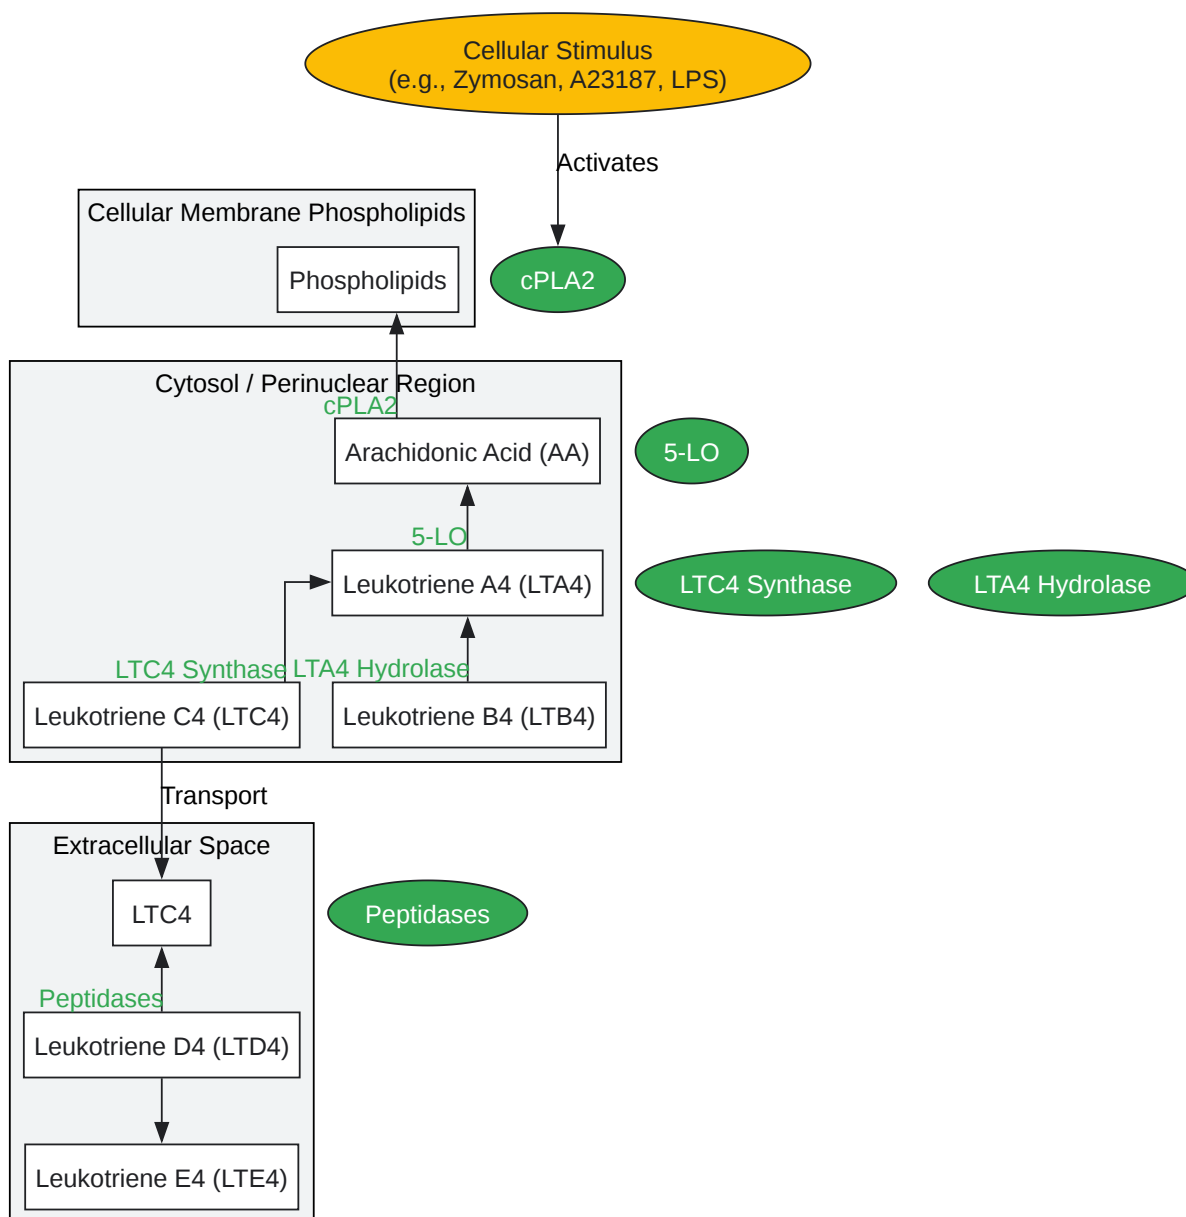 Cellular Stimulus
(e.g., Zymosan, A23187, LPS)
Activates
Cellular Membrane Phospholipids
Phospholipids
cPLA2
Cytosol / Perinuclear Region
cPLA2
Arachidonic Acid (AA)
5-LO
5-LO
Leukotriene A4 (LTA4)
LTC4 Synthase
LTA4 Hydrolase
LTC4 Synthase
LTA4 Hydrolase
Leukotriene C4 (LTC4)
Leukotriene B4 (LTB4)
Transport
Extracellular Space
LTC4
Peptidases
Peptidases
Leukotriene D4 (LTD4)
Leukotriene E4 (LTE4)